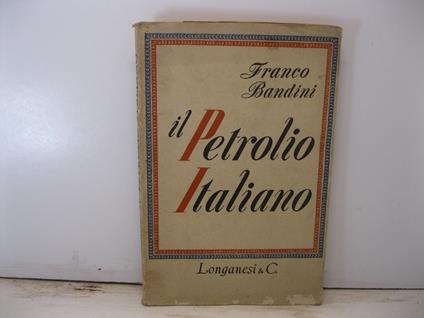 Franco
Bandini
il Petrolio
Italiano
Longanesi & C.